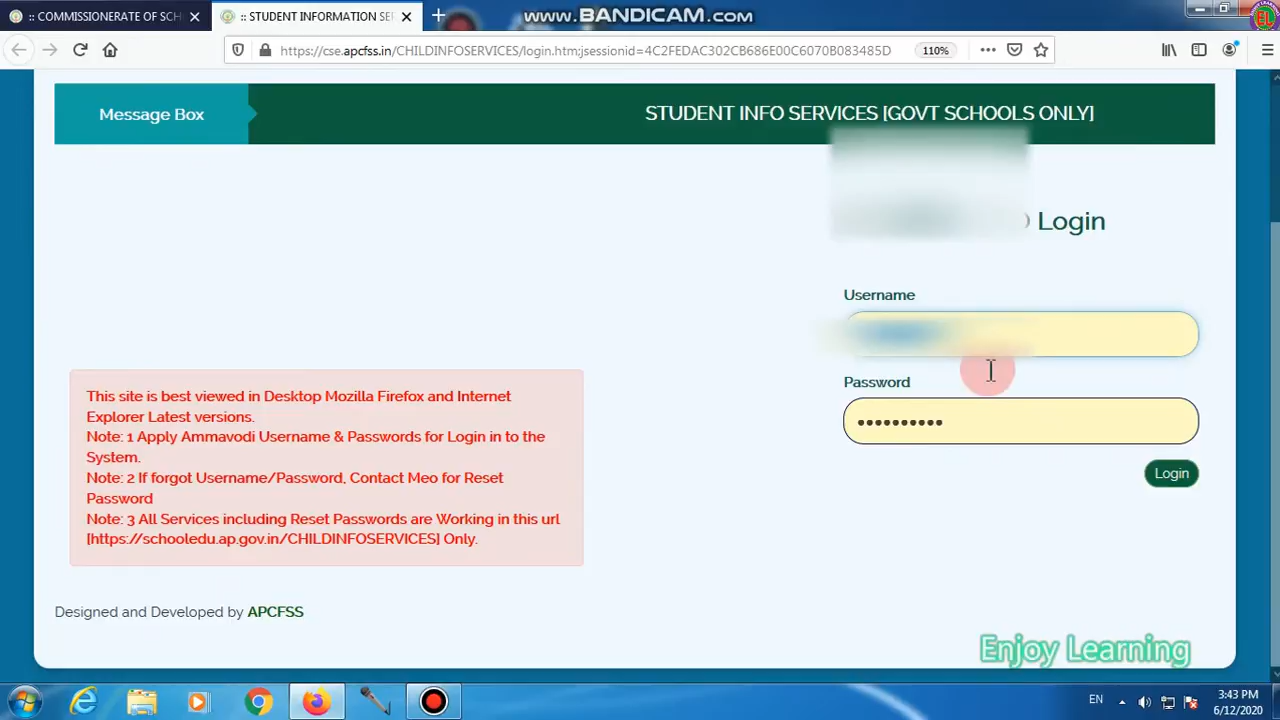 :: COMMISSIONERATE OF SCH
:: STUDENT INFORMATION SER
www.BANDICAM.com
https://cse.apcfss.in/CHILDINFOSERVICES/login.htm;jsessionid=4C2FEDAC302CBB86E00C6070B083485D
110%
Message Box
STUDENT INFO SERVICES [GOVT SCHOOLS ONLY]
Login
Username
Password
Login
This site is best viewed in Desktop Mozilla Firefox and Internet
Explorer Latest versions.
Note: 1 Apply Ammavodi Username & Passwords for Login in to the
System.
Note: 2 If forgot Username/Password, Contact Meo for Reset
Password
Note: 3 All Services including Reset Passwords are Working in this url
[https://schooledu.ap.gov.in/CHILDINFOSERVICES] Only.
Designed and Developed by APCFSS
Enjoy Learning
EN
3:43 PM
6/12/2020